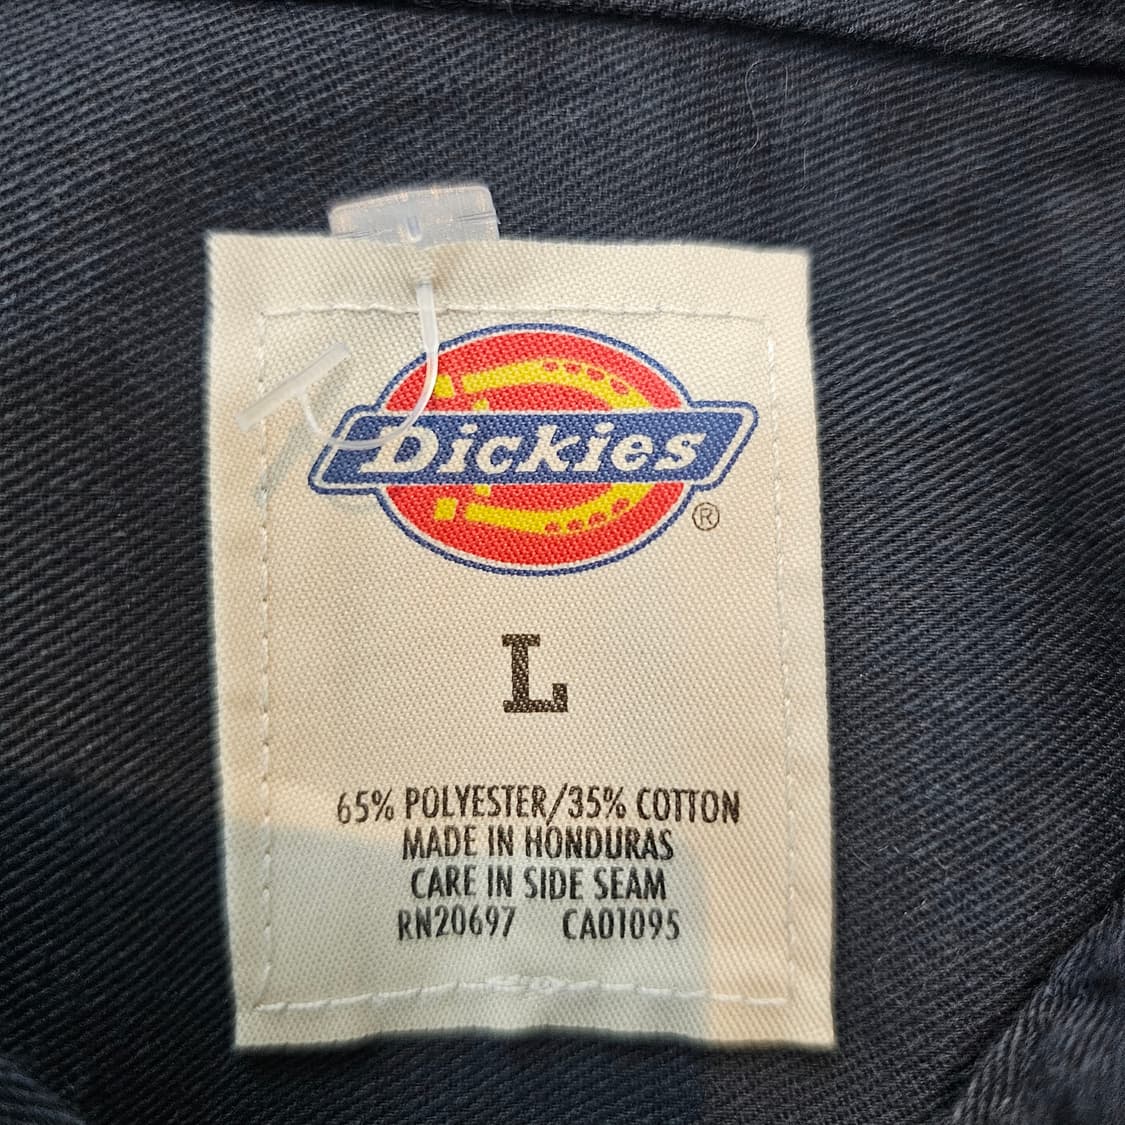 Dickies
®
L
65% POLYESTER/35% COTTON
MADE IN HONDURAS
CARE IN SIDE SEAM
RN20697 CA01095